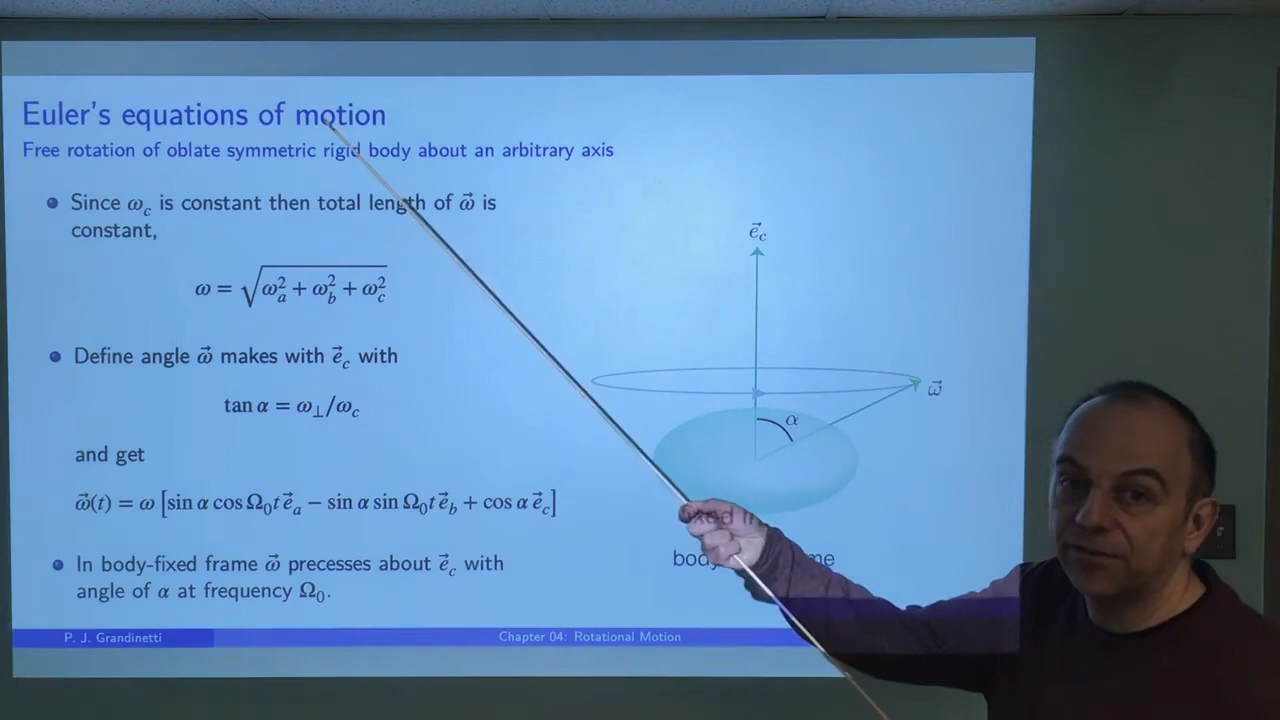 Euler's equations of motion
Free rotation of oblate symmetric rigid body about an arbitrary axis
Since ω_c is constant then total length of ω⃗ is
constant,
ω = √(ω_a² + ω_b² + ω_c²)
Define angle ω⃗ makes with e⃗_c with
tan α = ω_⊥/ω_c
and get
ω⃗(t) = ω [sin α cos Ω₀t e⃗_a − sin α sin Ω₀t e⃗_b + cos α e⃗_c]
In body-fixed frame ω⃗ precesses about e⃗_c with
angle of α at frequency Ω₀.
e⃗_c
ω⃗
α
P. J. Grandinetti
Chapter 04: Rotational Motion